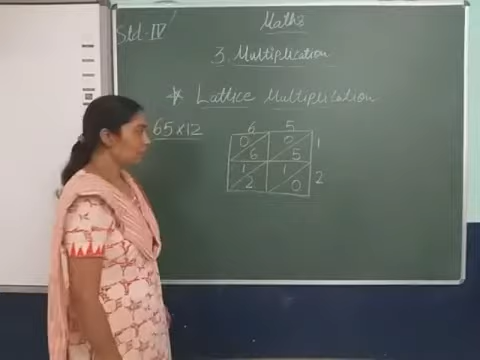 Std. IV
Maths
3. Multiplication
* Lattice Multiplication
65x12
6 5
0 0 1
6 5
1 1 2
2 0